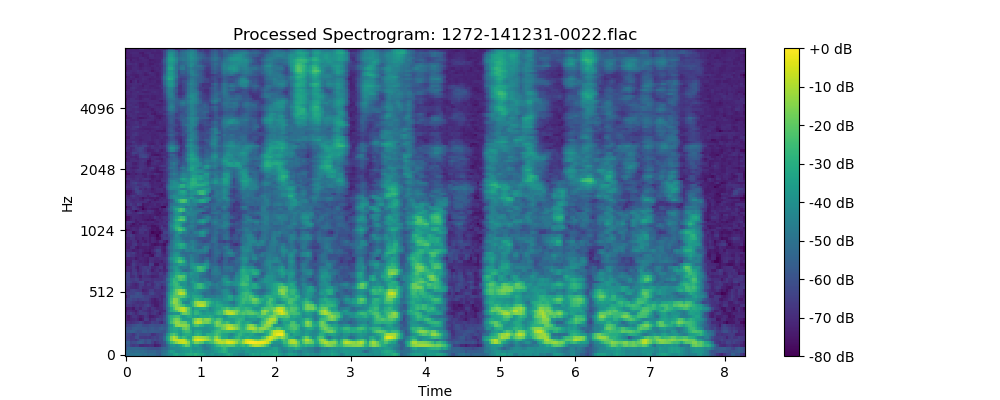 Processed Spectrogram: 1272-141231-0022.flac
Hz
4096
2048
1024
512
0
0 1 2 3 4 5 6 7 8
Time
+0 dB
-10 dB
-20 dB
-30 dB
-40 dB
-50 dB
-60 dB
-70 dB
-80 dB